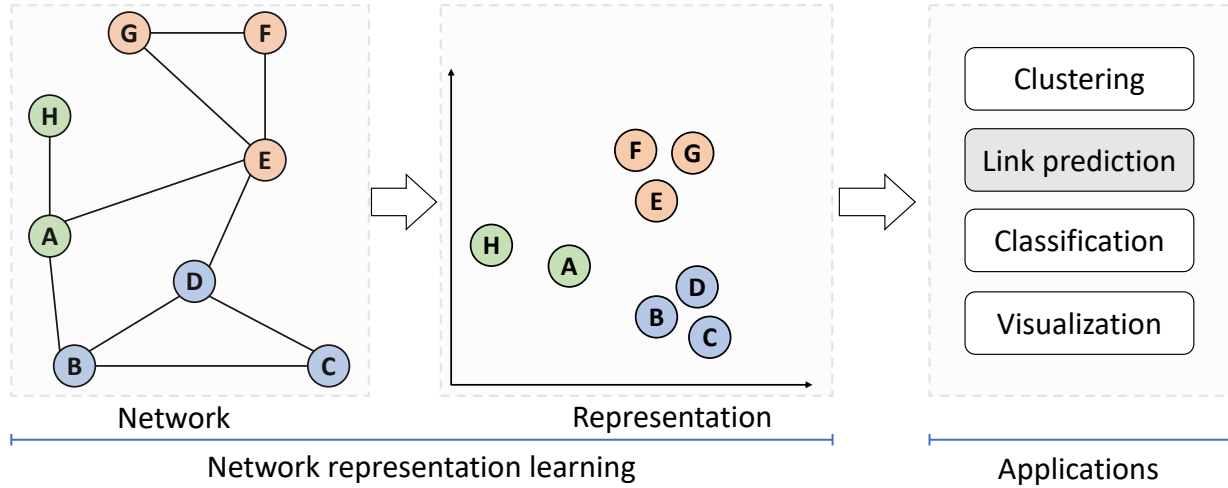 G
F
H
E
A
D
B
C
Network
F
G
E
H
A
D
B
C
Representation
Network representation learning
Clustering
Link prediction
Classification
Visualization
Applications